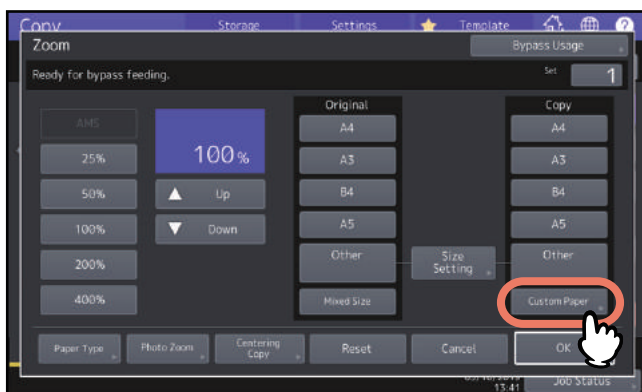 Copy Storage Settings Template
Zoom Bypass Usage
Ready for bypass feeding. Set 1
Original Copy
AMS 100 % A4 A4
25% A3 A3
50% Up B4 B4
100% Down A5 A5
200% Other Size Setting Other
400% Mixed Size Custom Paper
Paper Type Photo Zoom Centering Copy Reset Cancel OK
13:41 Job Status